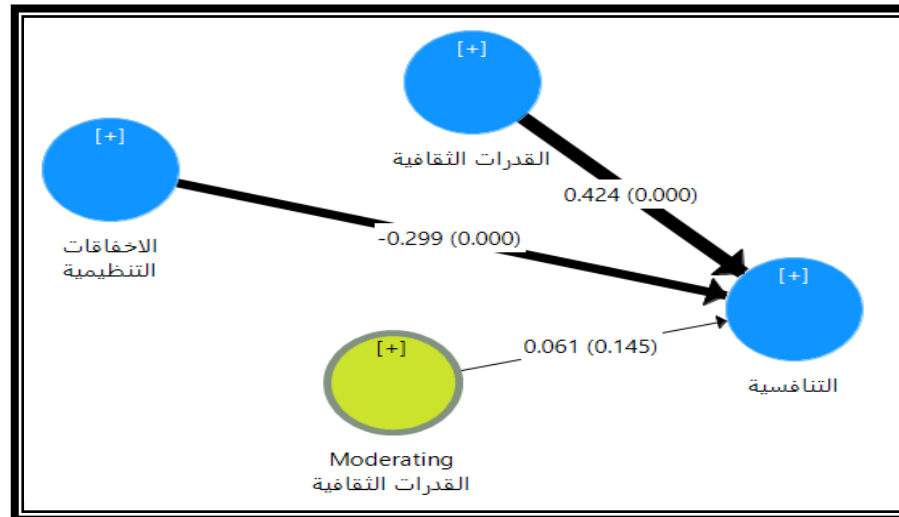 [+]
القدرات الثقافية
[+]
الاخفاقات
التنظيمية
0.424 (0.000)
-0.299 (0.000)
[+]
التنافسية
0.061 (0.145)
[+]
Moderating
القدرات الثقافية